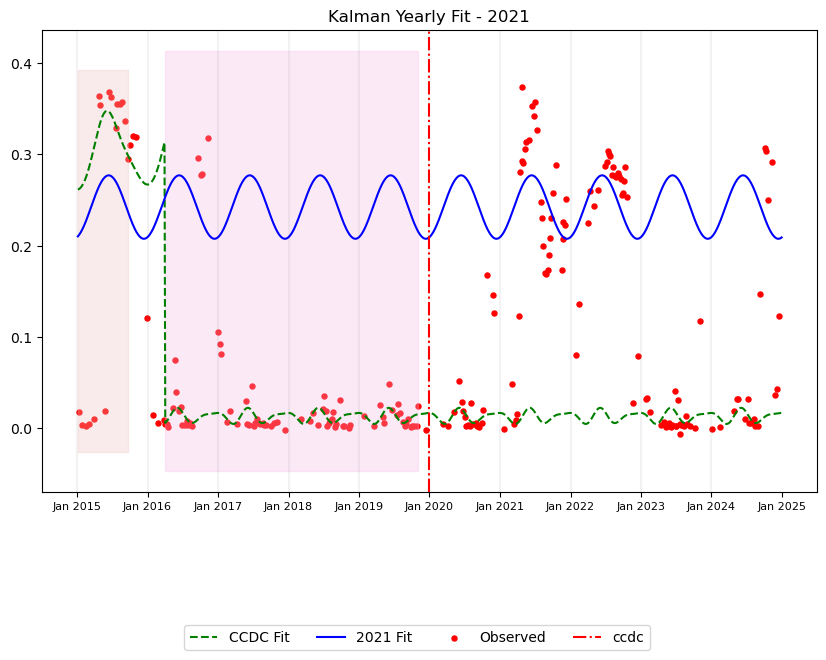 Kalman Yearly Fit - 2021
0.4
0.3
0.2
0.1
0.0
Jan 2015 Jan 2016 Jan 2017 Jan 2018 Jan 2019 Jan 2020 Jan 2021 Jan 2022 Jan 2023 Jan 2024 Jan 2025
CCDC Fit 2021 Fit Observed ccdc